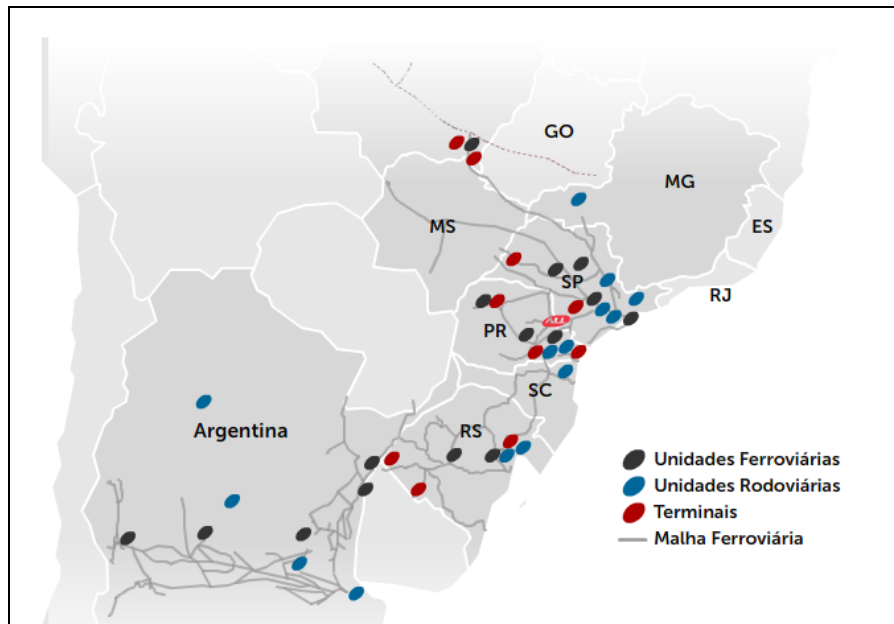 GO
MG
MS
ES
SP
RJ
ALL
PR
SC
RS
Argentina
Unidades Ferroviárias
Unidades Rodoviárias
Terminais
Malha Ferroviária